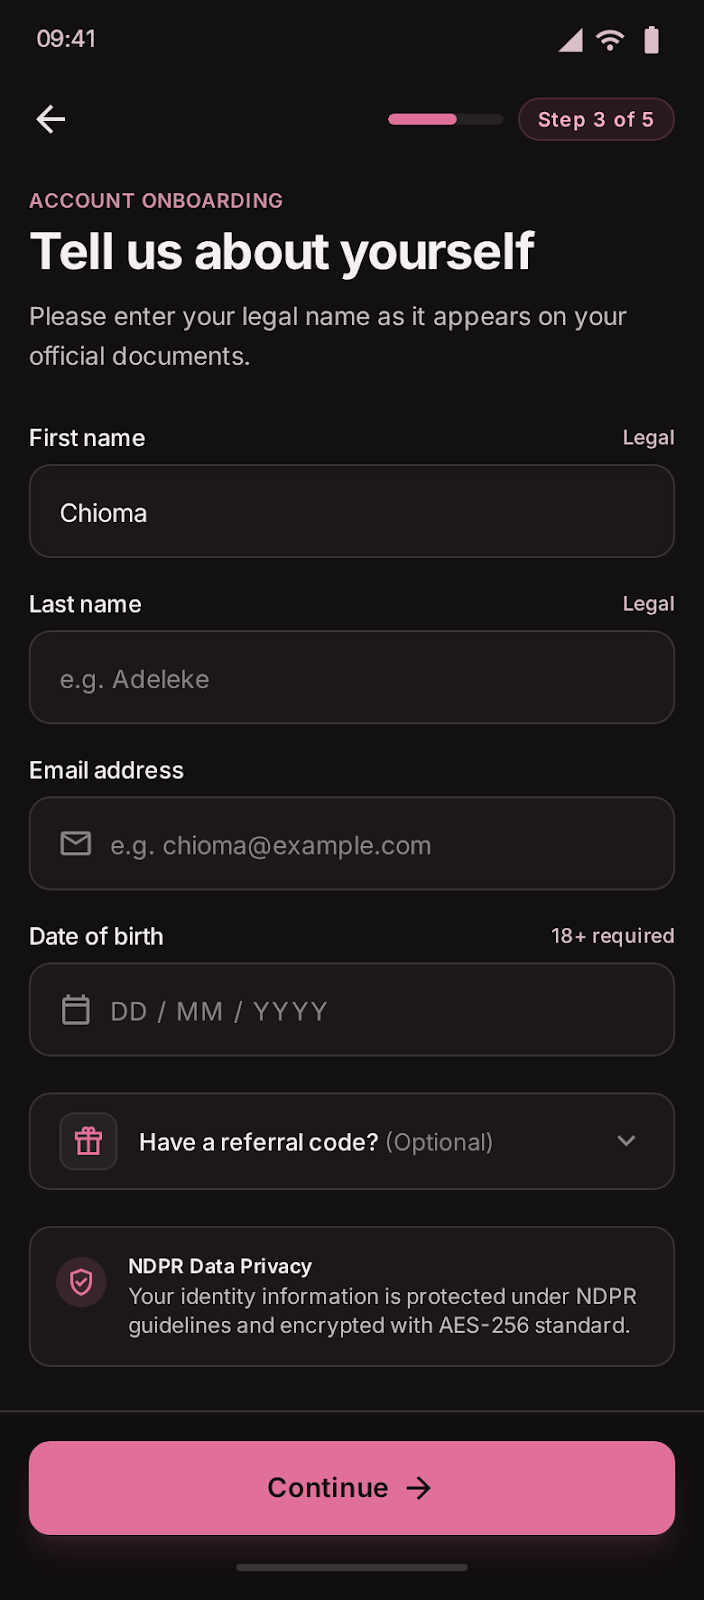 09:41
Step 3 of 5
ACCOUNT ONBOARDING
Tell us about yourself
Please enter your legal name as it appears on your
official documents.
First name
Legal
Chioma
Last name
Legal
e.g. Adeleke
Email address
e.g. chioma@example.com
Date of birth
18+ required
DD / MM / YYYY
Have a referral code? (Optional)
NDPR Data Privacy
Your identity information is protected under NDPR
guidelines and encrypted with AES-256 standard.
Continue